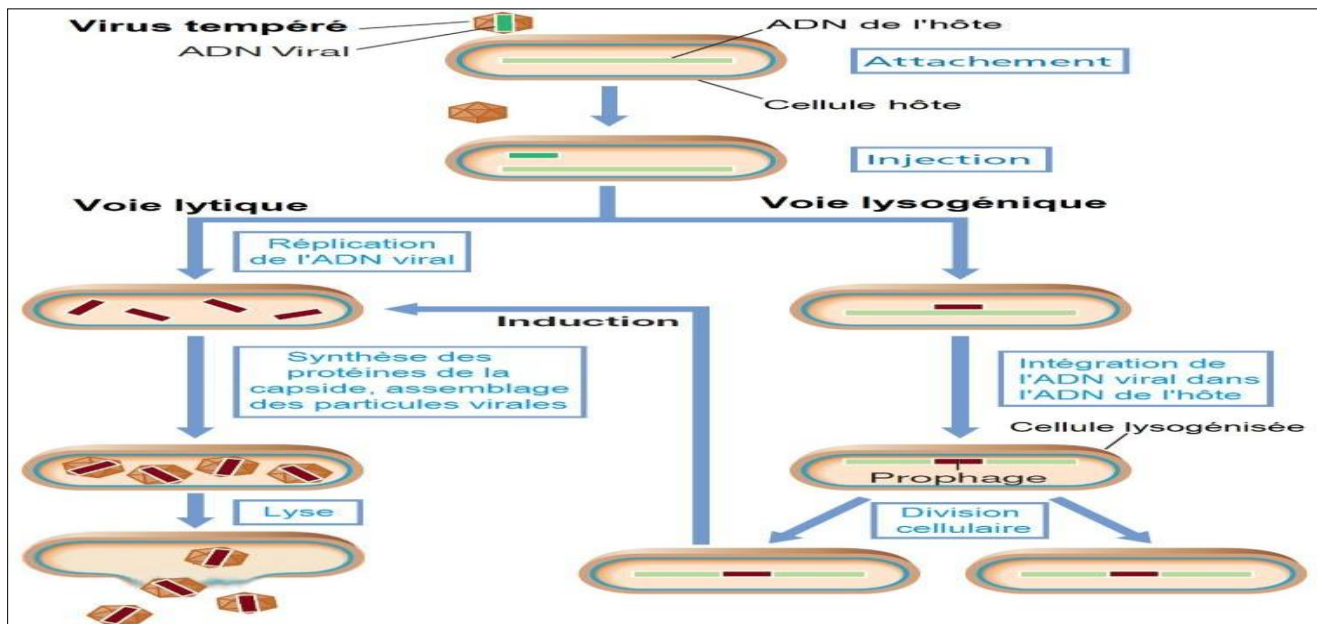 Virus tempéré
ADN Viral
ADN de l'hôte
Attachement
Cellule hôte
Injection
Voie lytique
Voie lysogénique
Réplication
de l'ADN viral
Induction
Synthèse des
protéines de la
capside, assemblage
des particules virales
Intégration de
l'ADN viral dans
l'ADN de l'hôte
Cellule lysogénisée
Prophage
Lyse
Division
cellulaire